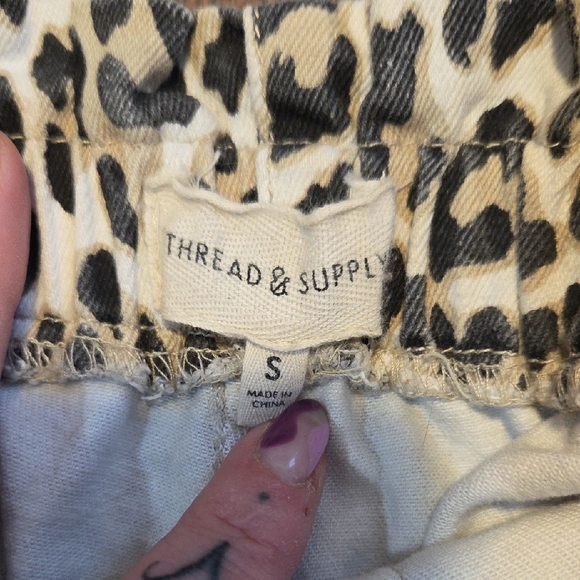 THREAD & SUPPLY
S
MADE IN
CHINA